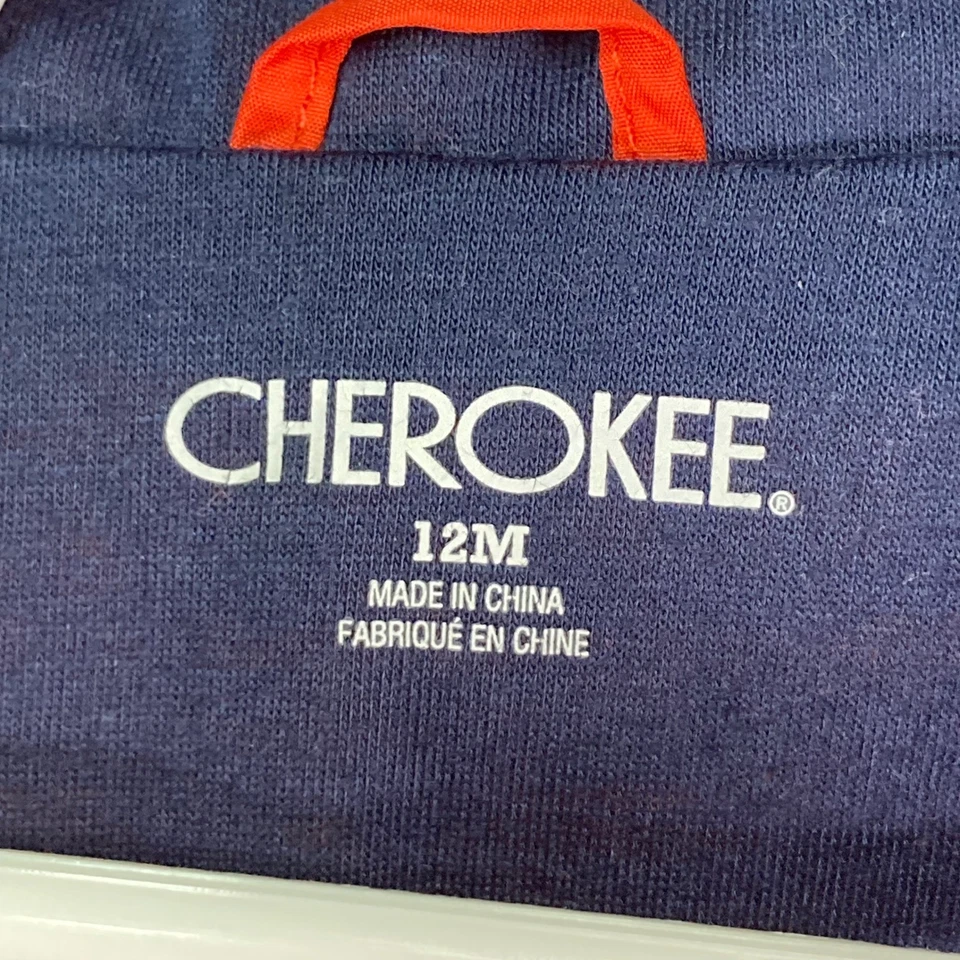 CHEROKEE®
12M
MADE IN CHINA
FABRIQUÉ EN CHINE